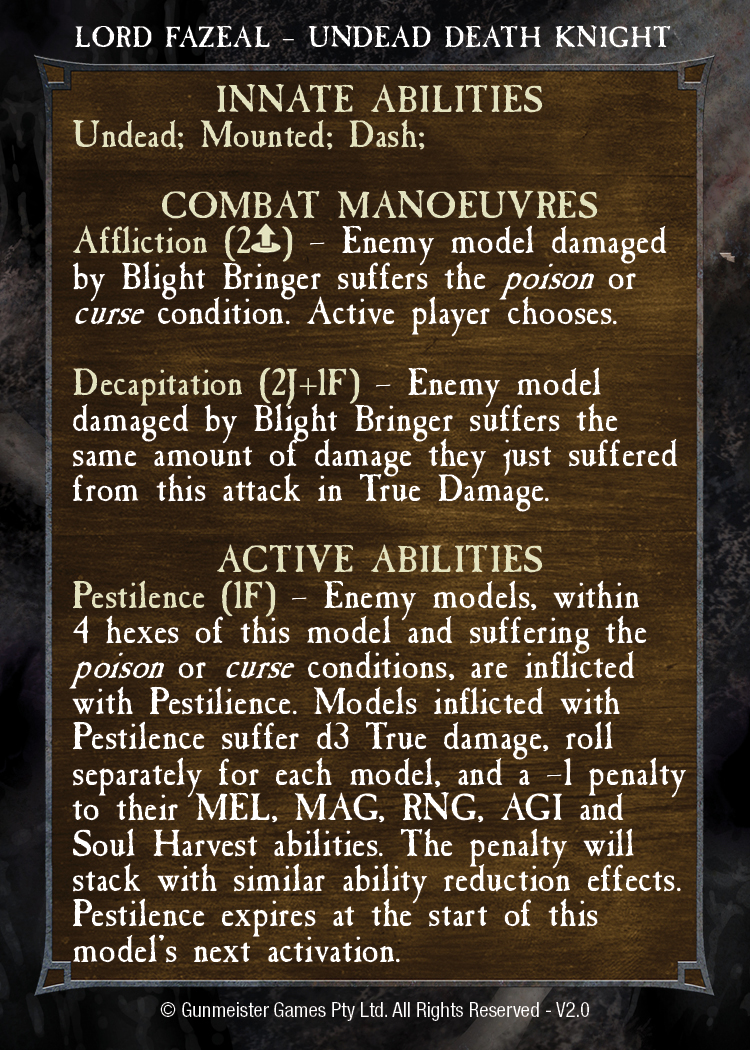 LORD FAZEAL – UNDEAD DEATH KNIGHT
INNATE ABILITIES
Undead; Mounted; Dash;
COMBAT MANOEUVRES
Affliction (2) – Enemy model damaged
by Blight Bringer suffers the poison or
curse condition. Active player chooses.
Decapitation (2J+1F) – Enemy model
damaged by Blight Bringer suffers the
same amount of damage they just suffered
from this attack in True Damage.
ACTIVE ABILITIES
Pestilence (1F) – Enemy models, within
4 hexes of this model and suffering the
poison or curse conditions, are inflicted
with Pestilience. Models inflicted with
Pestilence suffer d3 True damage, roll
separately for each model, and a –1 penalty
to their MEL, MAG, RNG, AGI and
Soul Harvest abilities. The penalty will
stack with similar ability reduction effects.
Pestilence expires at the start of this
model's next activation.
© Gunmeister Games Pty Ltd. All Rights Reserved - V2.0